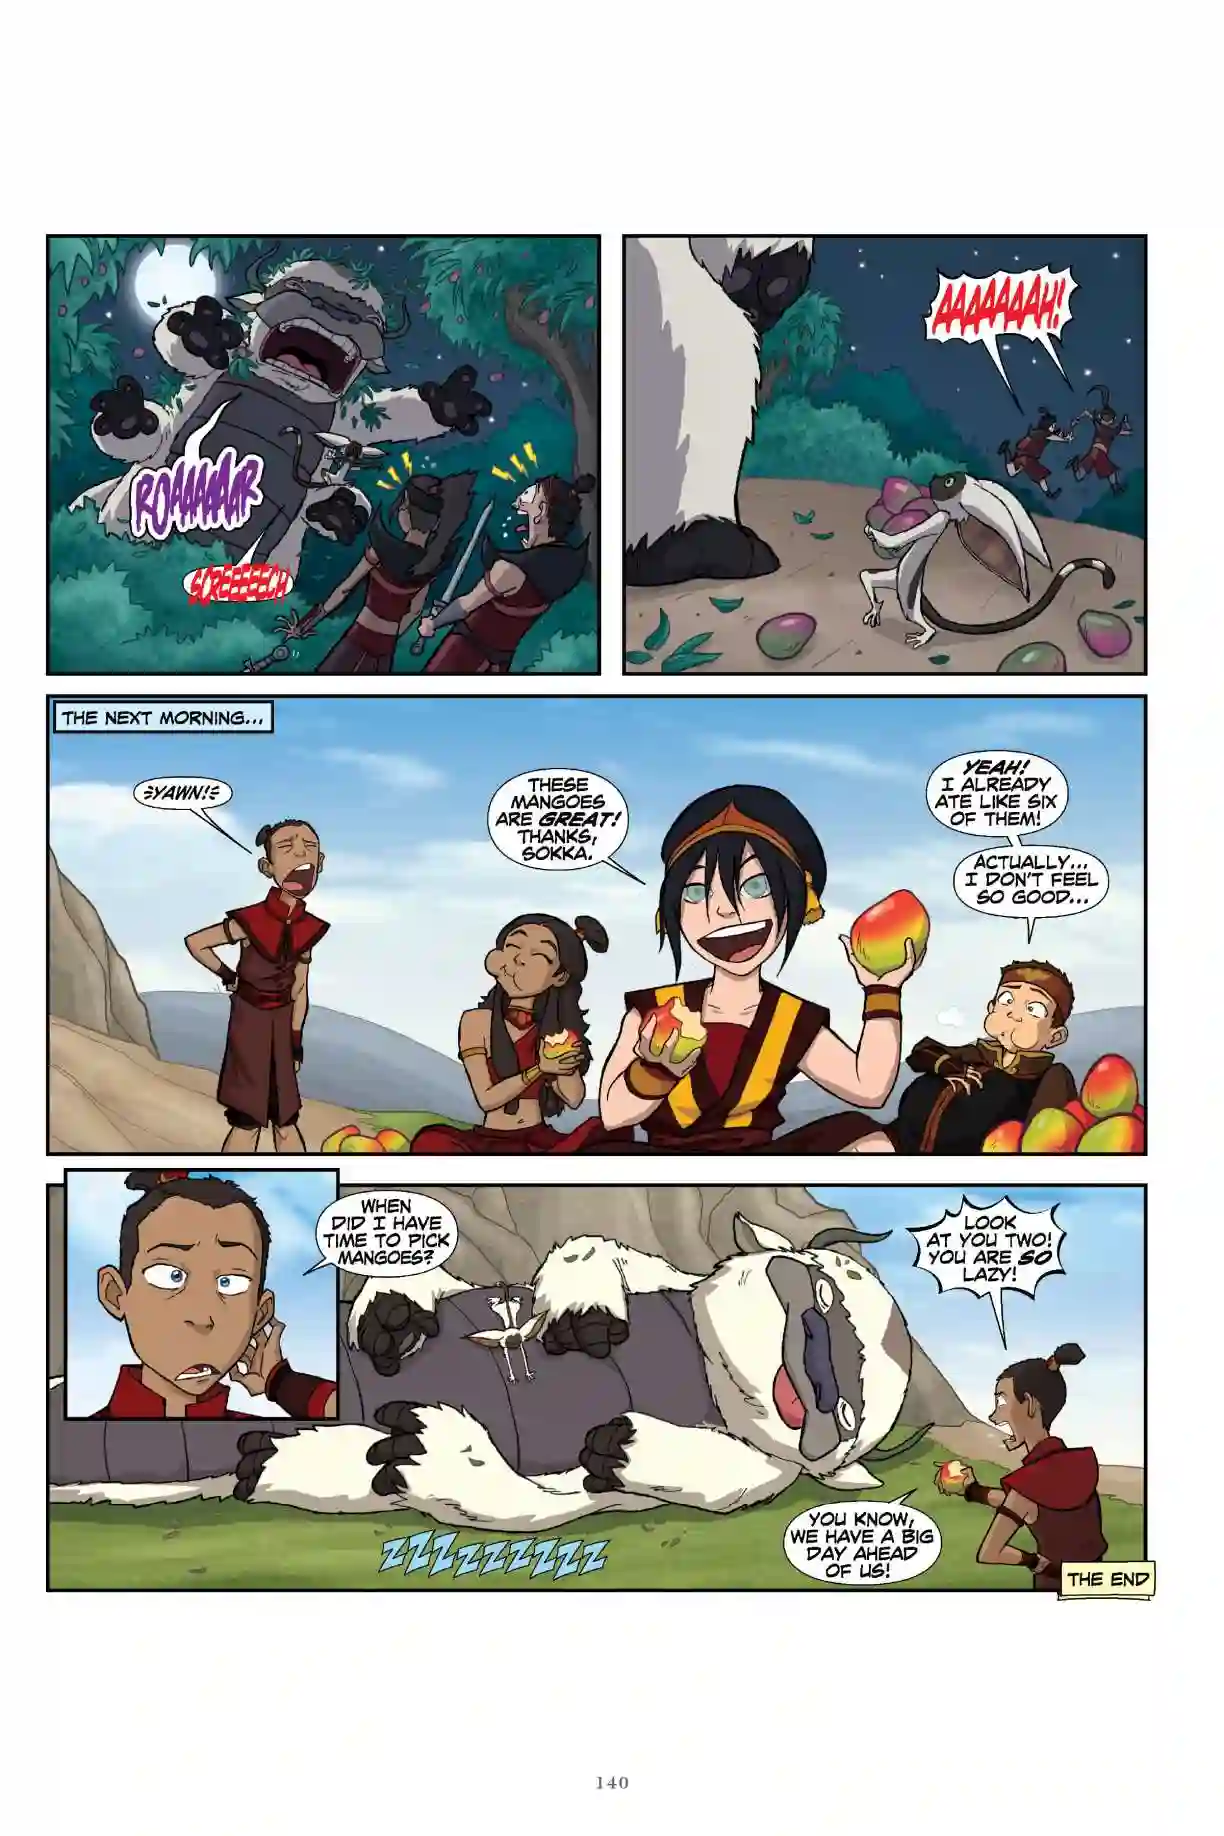 ROAAAAAAR
SCREEEEECH
AAAAAAAH!
THE NEXT MORNING...
YAWN!
THESE
MANGOES
ARE GREAT!
THANKS,
SOKKA.
YEAH!
I ALREADY
ATE LIKE SIX
OF THEM!
ACTUALLY...
I DON'T FEEL
SO GOOD...
WHEN
DID I HAVE
TIME TO PICK
MANGOES?
LOOK
AT YOU TWO!
YOU ARE SO
LAZY!
ZZZZZZZZZ
YOU KNOW,
WE HAVE A BIG
DAY AHEAD
OF US!
THE END
140